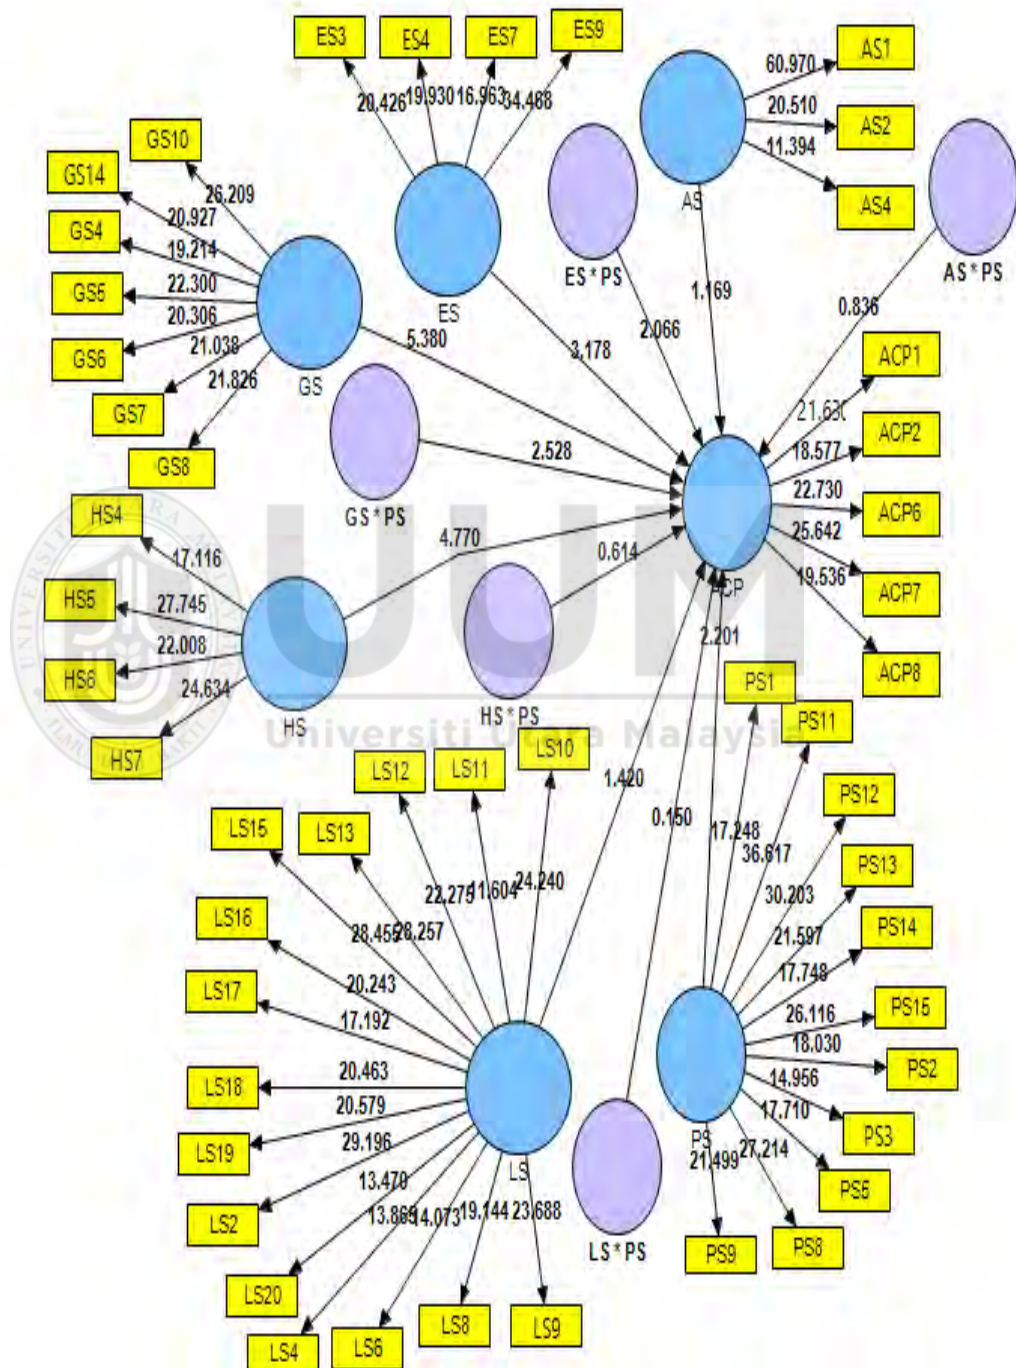 ES3
ES4
ES7
ES9
20.426
19.930
16.963
34.468
ES
AS1
AS2
AS4
60.970
20.510
11.394
AS
ES*PS
AS*PS
GS10
GS14
GS4
GS5
GS6
GS7
GS8
26.209
20.927
19.214
22.300
20.306
21.038
21.826
GS
GS*PS
5.380
3.178
2.066
1.169
0.836
2.528
4.770
0.614
2.201
1.420
0.150
ACP
ACP1
ACP2
ACP6
ACP7
ACP8
18.577
22.730
25.642
19.536
HS4
HS5
HS6
HS7
17.116
27.745
22.008
24.634
HS
HS*PS
UUM
Universiti Utara Malaysia
PS1
PS11
PS12
PS13
PS14
PS15
PS2
PS3
PS5
PS8
PS9
17.248
36.617
30.203
21.597
17.748
26.116
18.030
14.956
17.710
27.214
21.499
PS
LS12
LS11
LS10
LS15
LS13
LS16
LS17
LS18
LS19
LS2
LS20
LS4
LS6
LS8
LS9
22.275
11.604
24.240
28.455
28.257
20.243
17.192
20.463
20.579
29.196
13.470
13.869
14.073
19.144
23.688
LS
LS*PS